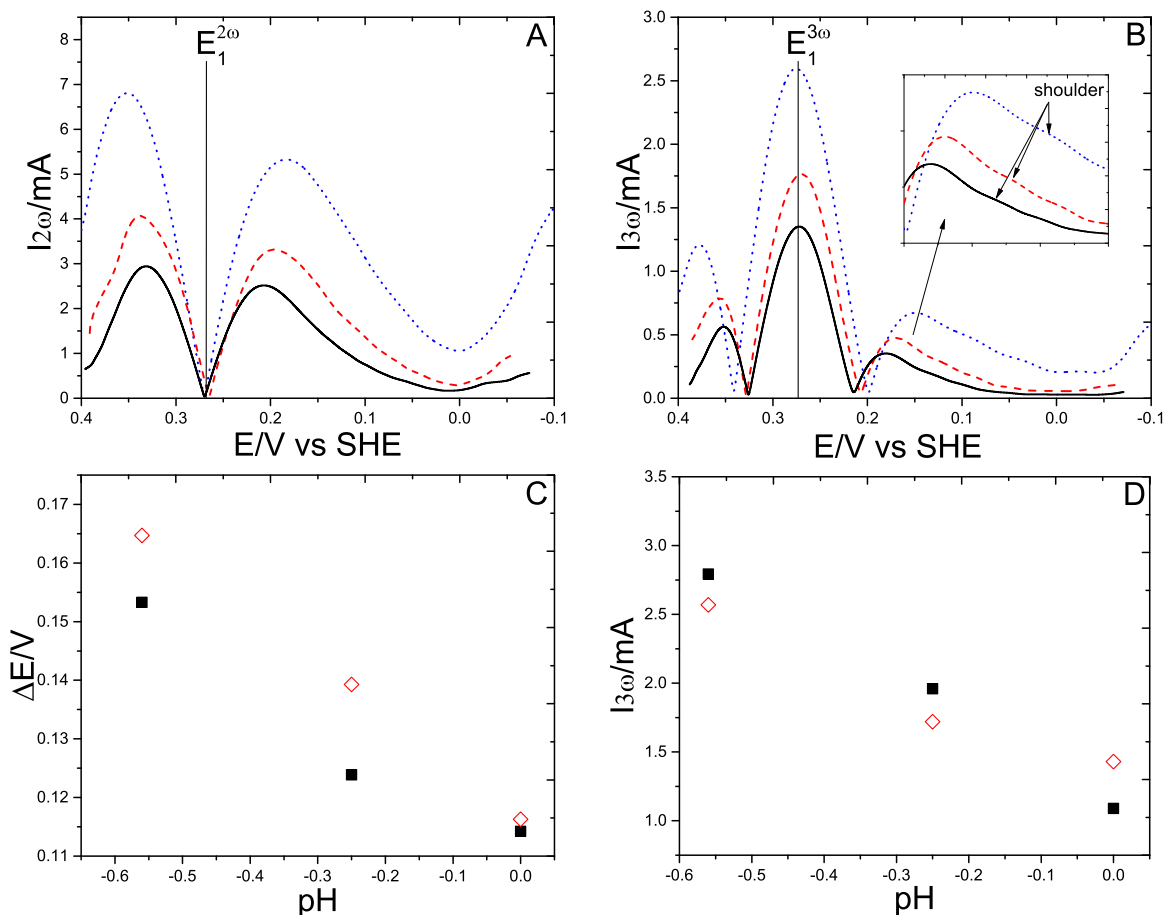 A
E₁²ω
I2ω/mA
8
7
6
5
4
3
2
1
0
0.4 0.3 0.2 0.1 0.0 -0.1
E/V vs SHE
B
E₁³ω
shoulder
I3ω/mA
3.0
2.5
2.0
1.5
1.0
0.5
0.0
0.4 0.3 0.2 0.1 0.0 -0.1
E/V vs SHE
C
ΔE/V
0.17
0.16
0.15
0.14
0.13
0.12
0.11
-0.6 -0.5 -0.4 -0.3 -0.2 -0.1 0.0
pH
D
I3ω/mA
3.5
3.0
2.5
2.0
1.5
1.0
-0.6 -0.5 -0.4 -0.3 -0.2 -0.1 0.0
pH